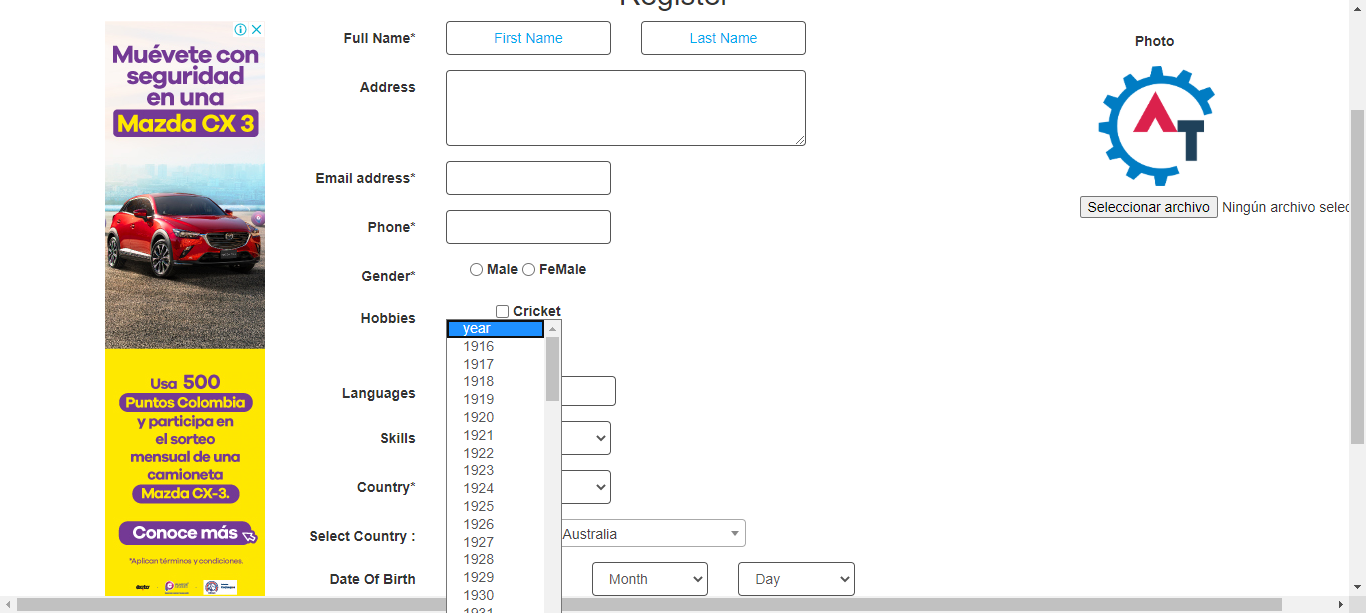 Register
Muévete con
seguridad
en una
Mazda CX 3
Usa 500
Puntos Colombia
y participa en
el sorteo
mensual de una
camioneta
Mazda CX-3.
Conoce más
*Aplican términos y condiciones.
Full Name*
First Name
Last Name
Address
Email address*
Phone*
Gender*
Male
FeMale
Hobbies
Cricket
year
1916
1917
1918
1919
1920
1921
1922
1923
1924
1925
1926
1927
1928
1929
1930
1931
Languages
Skills
Country*
Select Country :
Australia
Date Of Birth
Month
Day
Photo
AT
Seleccionar archivo
Ningún archivo selec